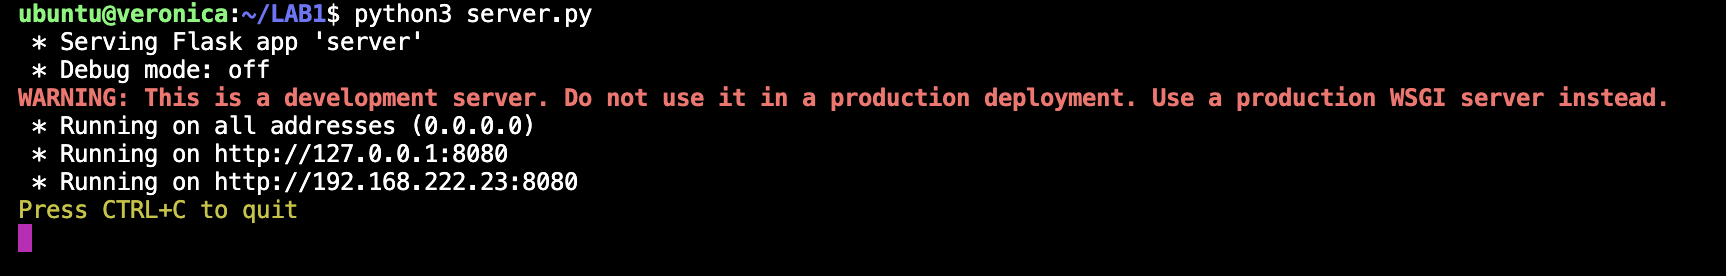 ubuntu@veronica:~/LAB1$ python3 server.py
 * Serving Flask app 'server'
 * Debug mode: off
WARNING: This is a development server. Do not use it in a production deployment. Use a production WSGI server instead.
 * Running on all addresses (0.0.0.0)
 * Running on http://127.0.0.1:8080
 * Running on http://192.168.222.23:8080
Press CTRL+C to quit